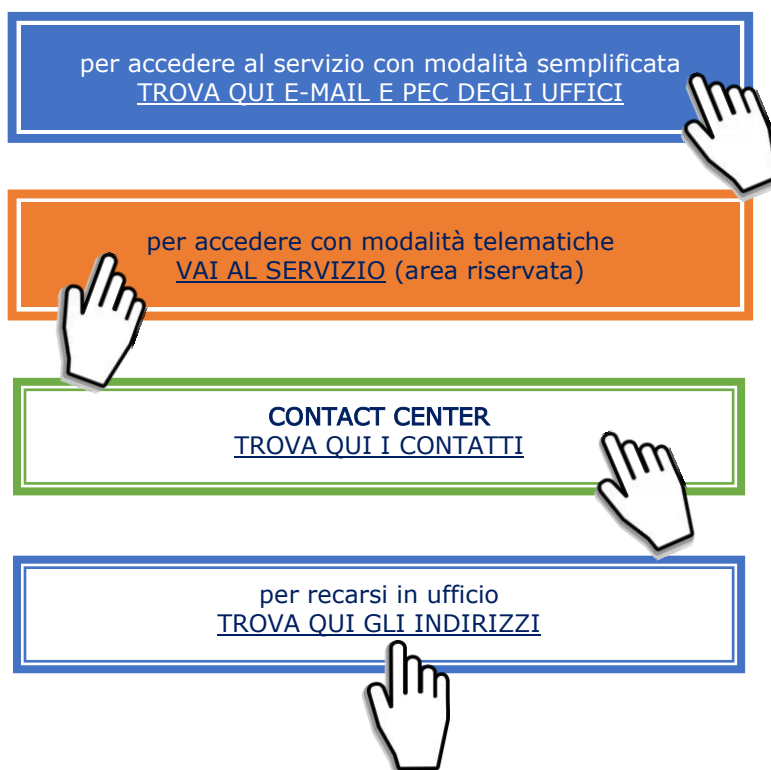 per accedere al servizio con modalità semplificata
TROVA QUI E-MAIL E PEC DEGLI UFFICI
per accedere con modalità telematiche
VAI AL SERVIZIO (area riservata)
CONTACT CENTER
TROVA QUI I CONTATTI
per recarsi in ufficio
TROVA QUI GLI INDIRIZZI